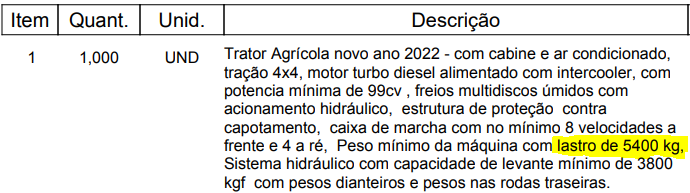 Item Quant. Unid. Descrição
1 1,000 UND Trator Agrícola novo ano 2022 - com cabine e ar condicionado,
tração 4x4, motor turbo diesel alimentado com intercooler, com
potencia mínima de 99cv , freios multidiscos úmidos com
acionamento hidráulico, estrutura de proteção contra
capotamento, caixa de marcha com no mínimo 8 velocidades a
frente e 4 a ré, Peso mínimo da máquina com lastro de 5400 kg,
Sistema hidráulico com capacidade de levante mínimo de 3800
kgf com pesos dianteiros e pesos nas rodas traseiras.